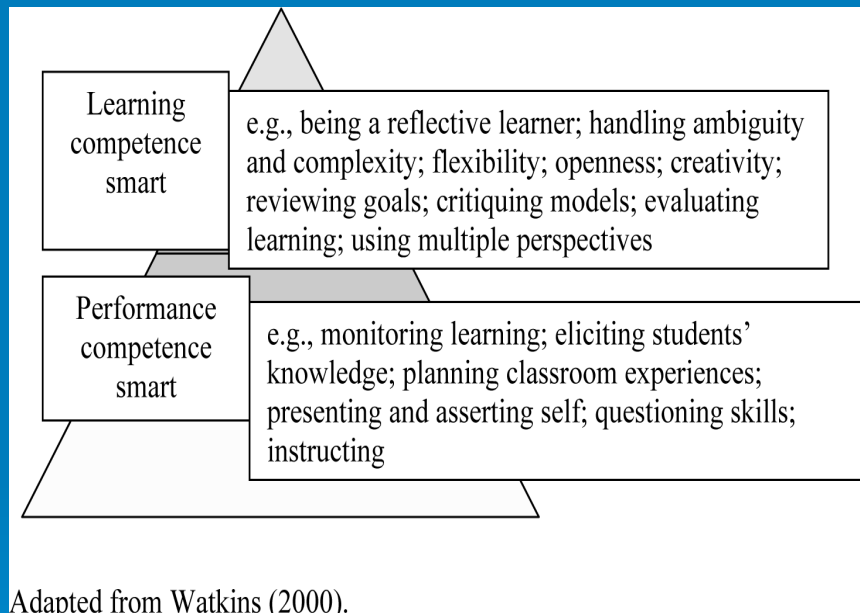 Learning
competence
smart
e.g., being a reflective learner; handling ambiguity
and complexity; flexibility; openness; creativity;
reviewing goals; critiquing models; evaluating
learning; using multiple perspectives
Performance
competence
smart
e.g., monitoring learning; eliciting students’
knowledge; planning classroom experiences;
presenting and asserting self; questioning skills;
instructing
Adapted from Watkins (2000).